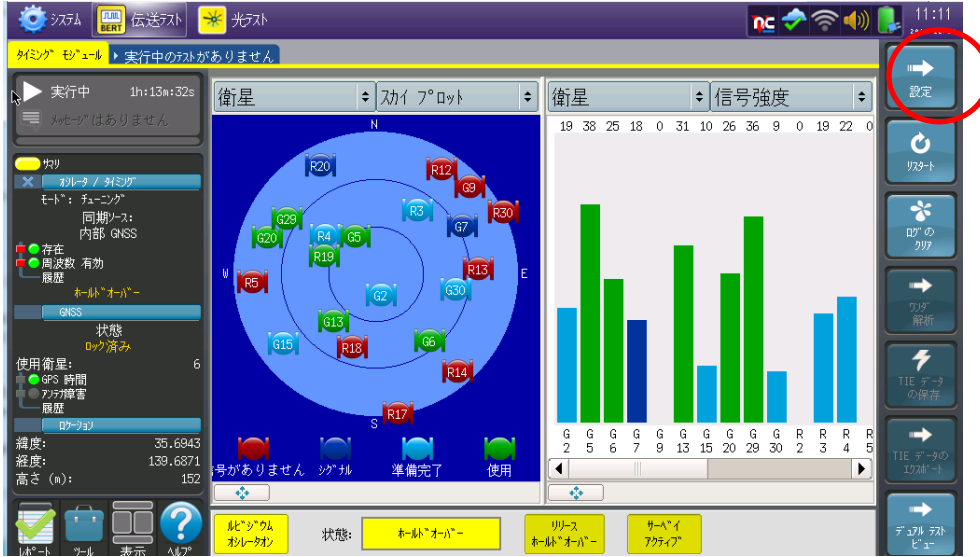 システム
BERT
伝送テスト
光テスト
11:11
タイミング モジュール
実行中のテストがありません
実行中 1h:13m:32s
メッセージはありません
サマリ
オシレータ / タイミング
モード: チューニング
同期ソース:
内部 GNSS
存在
周波数 有効
履歴
ホールドオーバー
GNSS
状態
ロック済み
使用衛星: 6
GPS 時間
アンテナ障害
履歴
ロケーション
緯度: 35.6943
経度: 139.6871
高さ (m): 152
レポート
ツール
表示
ヘルプ
衛星
スカイ プロット
N
R20
R12
G9
R3
R30
G29
G7
G20
R4
G5
R19
W
E
R5
R13
G2
G30
G13
G15
R18
G6
R14
S
R17
号がありません
シグナル
準備完了
使用
衛星
信号強度
19 38 25 18 0 31 10 26 36 9 0 19 22 0
G G G G G G G G G G R R R R
2 5 6 7 9 13 15 20 29 30 2 3 4 5
ルビジウム
オシレータオン
状態:
ホールドオーバー
リリース
ホールドオーバー
サーベイ
アクティブ
設定
リスタート
ログ の
クリア
ワンダ
解析
TIE データ
の保存
TIE データの
エクスポート
デュアル テスト
ビュー